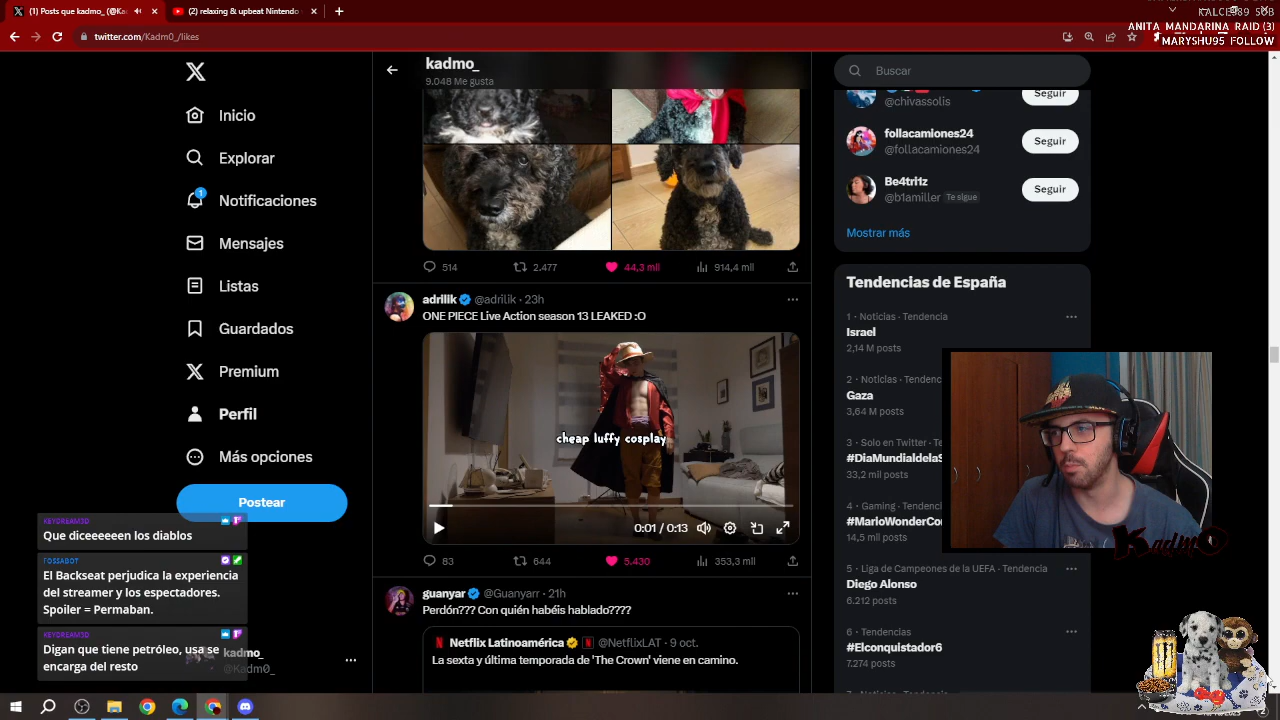 (1) Posts que kadmo_ (@Ka
relaxing & upbeat Nintendo
KALCE989 SUB
ANITA_MANDARINA_RAID (3)
MARYSHU95 FOLLOW
twitter.com/Kadm0_/likes
kadmo_
9.048 Me gusta
Buscar
Inicio
Explorar
1
Notificaciones
Mensajes
Listas
Guardados
Premium
Perfil
Más opciones
Postear
514
2.477
44,3 mil
914,4 mil
adrilik @adrilik · 23h
ONE PIECE Live Action season 13 LEAKED :O
cheap luffy cosplay
0:01 / 0:13
83
644
5.430
353,3 mil
guanyar @Guanyarr · 21h
Perdón??? Con quién habéis hablado????
Netflix Latinoamérica @NetflixLAT · 9 oct.
La sexta y última temporada de 'The Crown' viene en camino.
@chivassolis
Seguir
follacamiones24
@follacamiones24
Seguir
Be4tri1z
@b1amiller Te sigue
Seguir
Mostrar más
Tendencias de España
1 · Noticias · Tendencia
Israel
2,14 M posts
2 · Noticias · Tendenc
Gaza
3,64 M posts
3 · Solo en Twitter · Te
#DiaMundialdelaS
33,2 mil posts
4 · Gaming · Tendenci
#MarioWonderCo
14,5 mil posts
5 · Liga de Campeones de la UEFA · Tendencia
Diego Alonso
6.212 posts
6 · Tendencias
#Elconquistador6
7.274 posts
KadmO
KEYDREAM3D
Que diceeeeeen los diablos
FOSSABOT
El Backseat perjudica la experiencia
del streamer y los espectadores.
Spoiler = Permaban.
KEYDREAM3D
Digan que tiene petróleo, usa se
encarga del resto
kadmo_
@Kadm0_